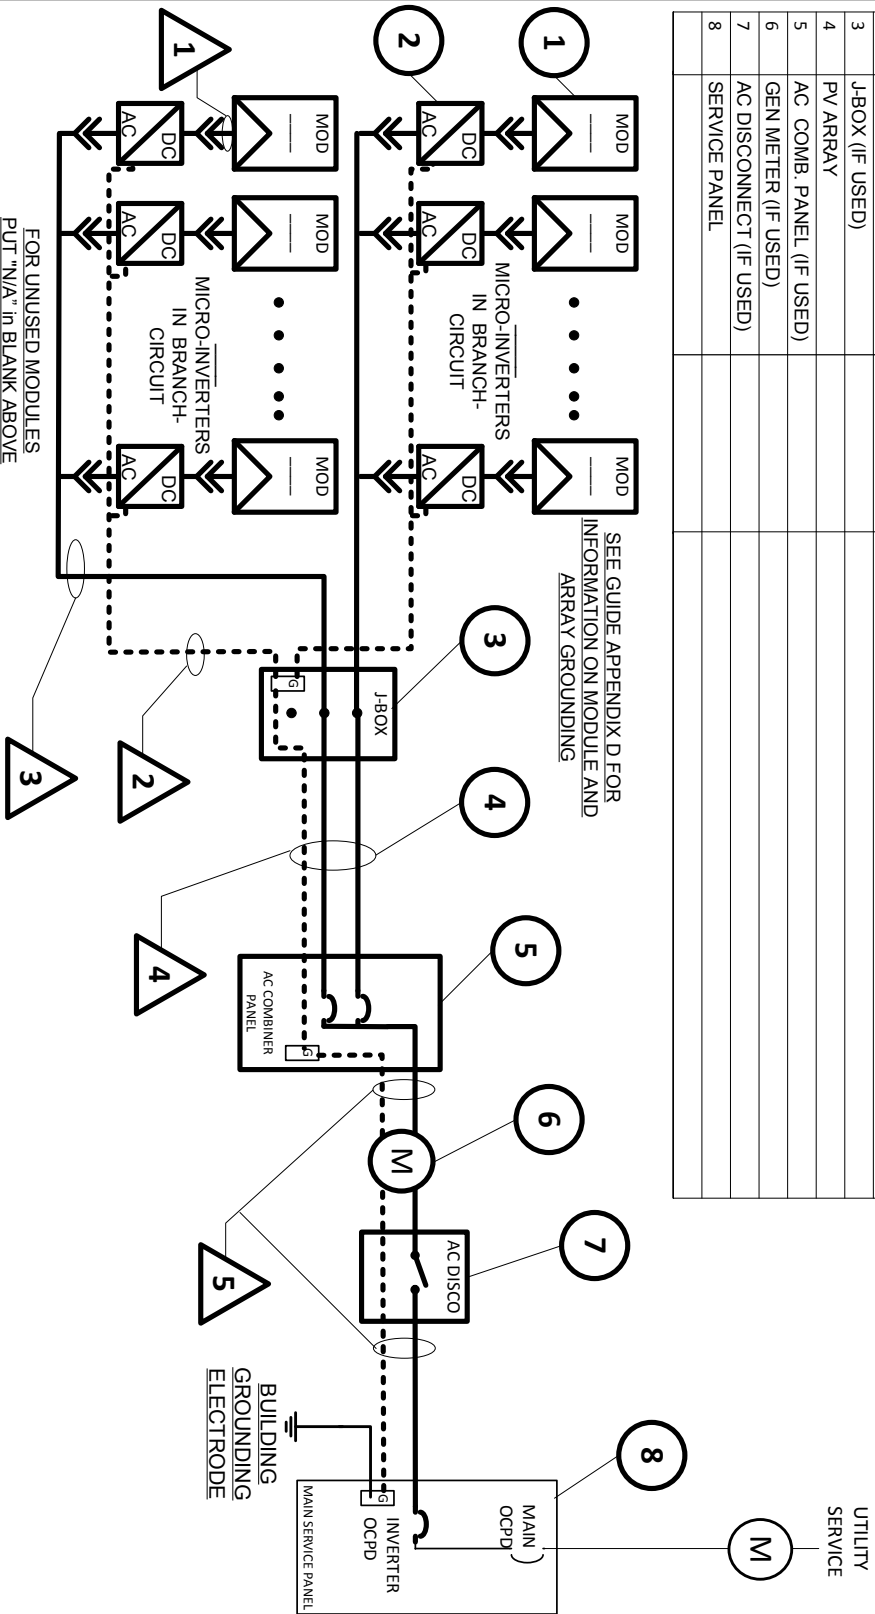 3 J-BOX (IF USED)
4 PV ARRAY
5 AC COMB. PANEL (IF USED)
6 GEN METER (IF USED)
7 AC DISCONNECT (IF USED)
8 SERVICE PANEL
UTILITY
SERVICE
M
1
2
3
4
5
6
7
8
SEE GUIDE APPENDIX D FOR
INFORMATION ON MODULE AND
ARRAY GROUNDING
MOD
MOD
MOD
DC
AC
DC
AC
DC
AC
MICRO-INVERTERS
IN BRANCH-
CIRCUIT
J-BOX
G
AC COMBINER
PANEL
G
M
AC DISCO
MAIN
OCPD
INVERTER
OCPD
G
MAIN SERVICE PANEL
MOD
MOD
MOD
DC
AC
DC
AC
DC
AC
MICRO-INVERTERS
IN BRANCH-
CIRCUIT
BUILDING
GROUNDING
ELECTRODE
1
2
3
4
5
FOR UNUSED MODULES
PUT "N/A" in BLANK ABOVE